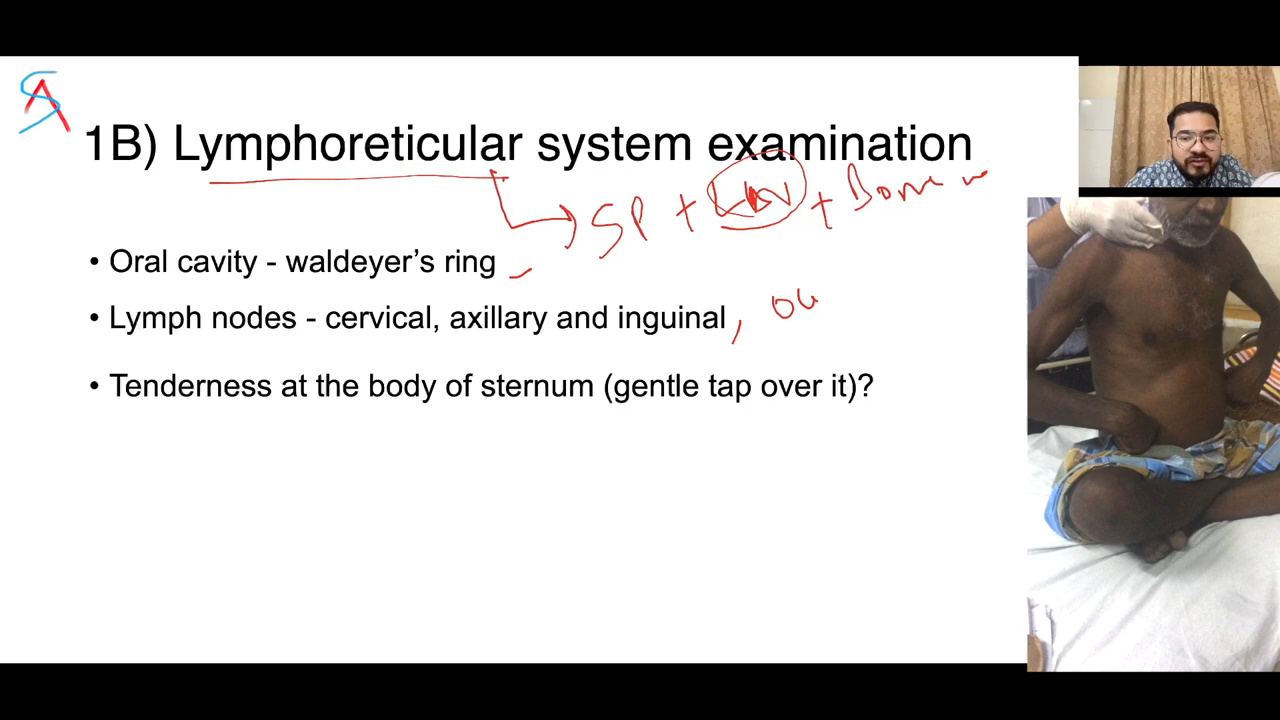 SA
1B) Lymphoreticular system examination
SP + + Bone
• Oral cavity - waldeyer's ring
• Lymph nodes - cervical, axillary and inguinal,
• Tenderness at the body of sternum (gentle tap over it)?